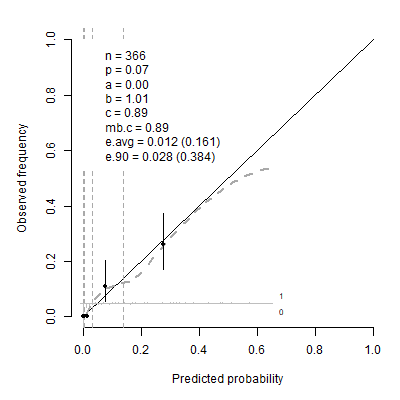 n = 366
p = 0.07
a = 0.00
b = 1.01
c = 0.89
mb.c = 0.89
e.avg = 0.012 (0.161)
e.90 = 0.028 (0.384)
Observed frequency
1.0
0.8
0.6
0.4
0.2
0.0
1
0
0.0 0.2 0.4 0.6 0.8 1.0
Predicted probability